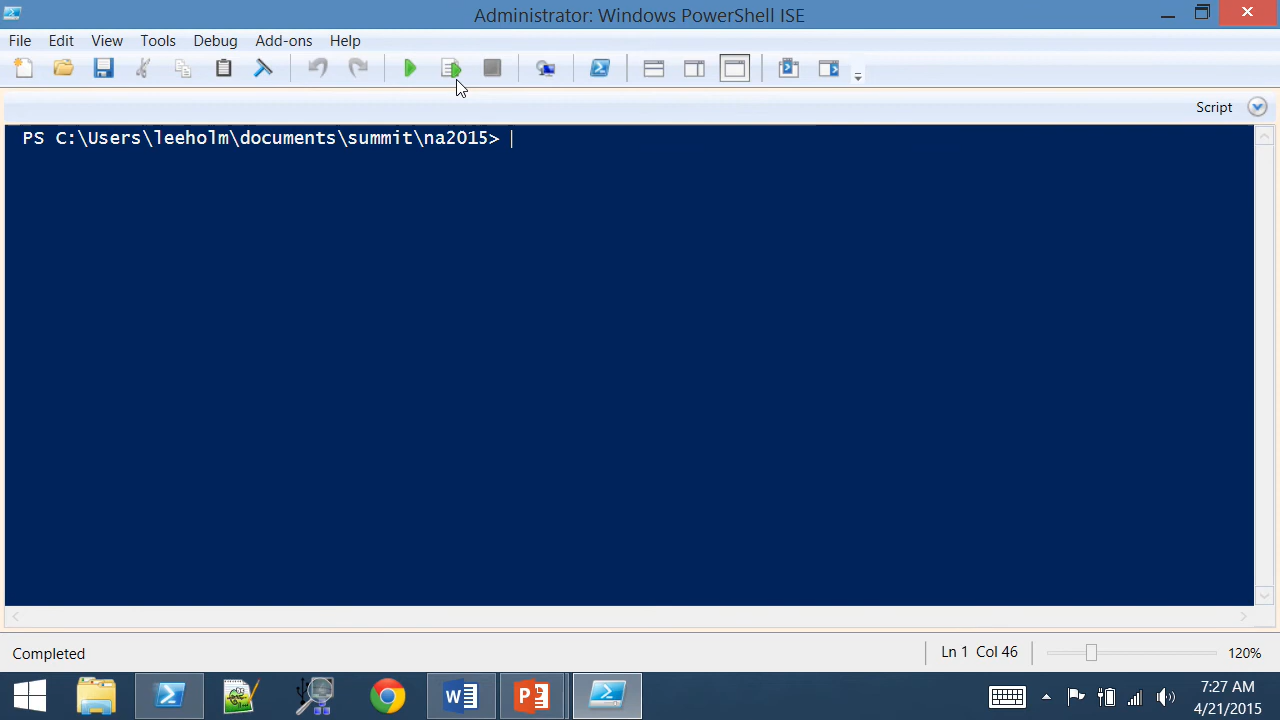 Administrator: Windows PowerShell ISE
File Edit View Tools Debug Add-ons Help
Script
PS C:\Users\leeholm\documents\summit\na2015>
Completed
Ln 1 Col 46
120%
7:27 AM
4/21/2015